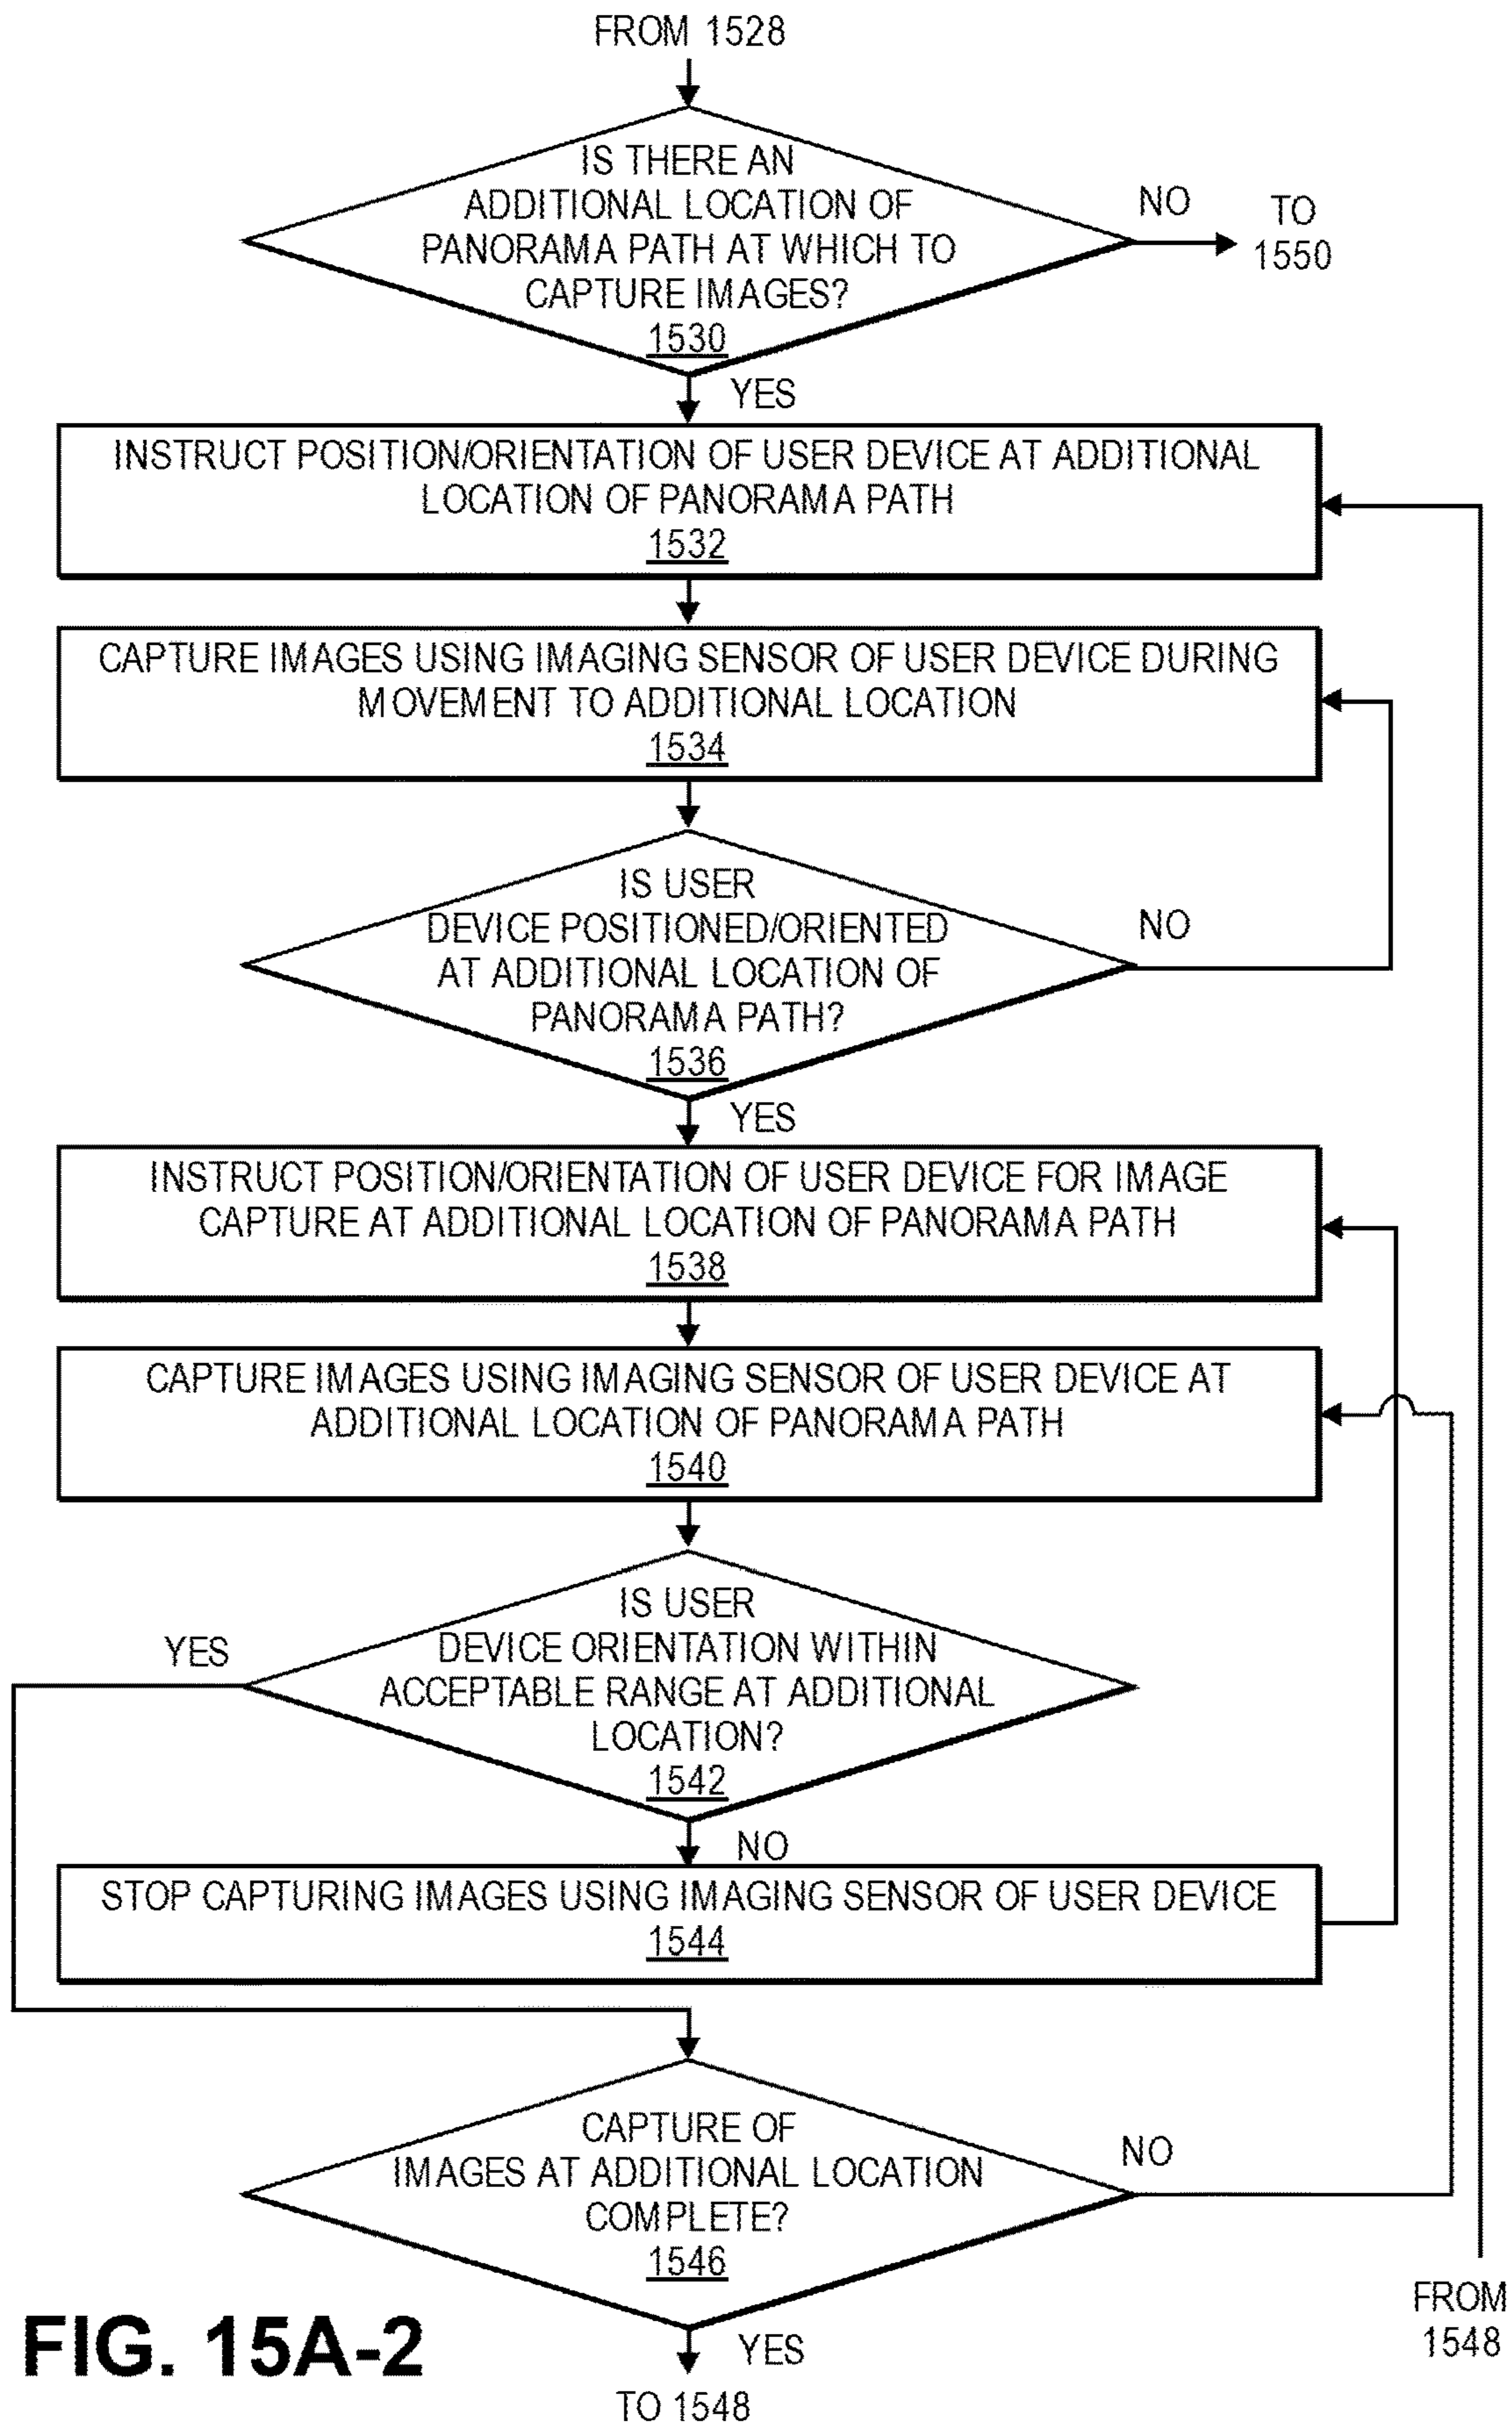 FROM 1528
IS THERE AN
ADDITIONAL LOCATION OF
PANORAMA PATH AT WHICH TO
CAPTURE IMAGES?
1530
NO
TO
1550
YES
INSTRUCT POSITION/ORIENTATION OF USER DEVICE AT ADDITIONAL
LOCATION OF PANORAMA PATH
1532
CAPTURE IMAGES USING IMAGING SENSOR OF USER DEVICE DURING
MOVEMENT TO ADDITIONAL LOCATION
1534
IS USER
DEVICE POSITIONED/ORIENTED
AT ADDITIONAL LOCATION OF
PANORAMA PATH?
1536
NO
YES
INSTRUCT POSITION/ORIENTATION OF USER DEVICE FOR IMAGE
CAPTURE AT ADDITIONAL LOCATION OF PANORAMA PATH
1538
CAPTURE IMAGES USING IMAGING SENSOR OF USER DEVICE AT
ADDITIONAL LOCATION OF PANORAMA PATH
1540
IS USER
DEVICE ORIENTATION WITHIN
ACCEPTABLE RANGE AT ADDITIONAL
LOCATION?
1542
YES
NO
STOP CAPTURING IMAGES USING IMAGING SENSOR OF USER DEVICE
1544
CAPTURE OF
IMAGES AT ADDITIONAL LOCATION
COMPLETE?
1546
NO
YES
TO 1548
FROM
1548
FIG. 15A-2